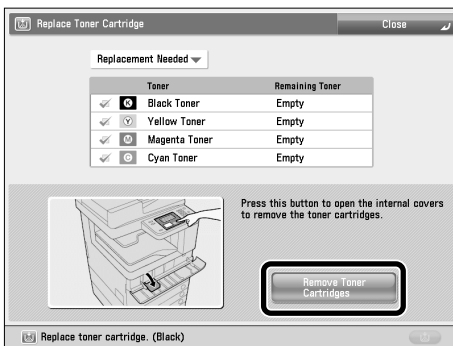 Replace Toner Cartridge
Close
Replacement Needed
Toner Remaining Toner
K Black Toner Empty
Y Yellow Toner Empty
M Magenta Toner Empty
C Cyan Toner Empty
Press this button to open the internal covers
to remove the toner cartridges.
Remove Toner
Cartridges
Replace toner cartridge. (Black)